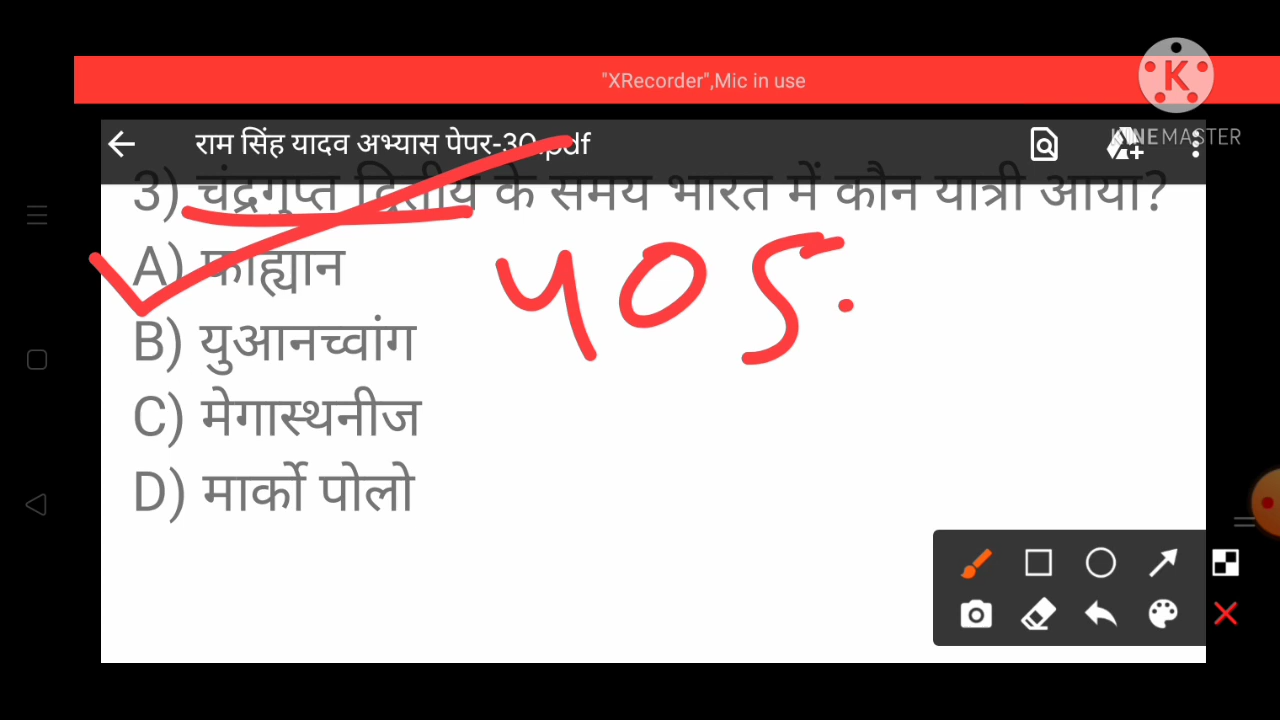 "XRecorder",Mic in use
K
KINEMASTER
राम सिंह यादव अभ्यास पेपर-30.pdf
3) चंद्रगुप्त द्वितीय के समय भारत में कौन यात्री आया?
A) फाह्यान
405.
B) युआनच्वांग
C) मेगास्थनीज
D) मार्को पोलो